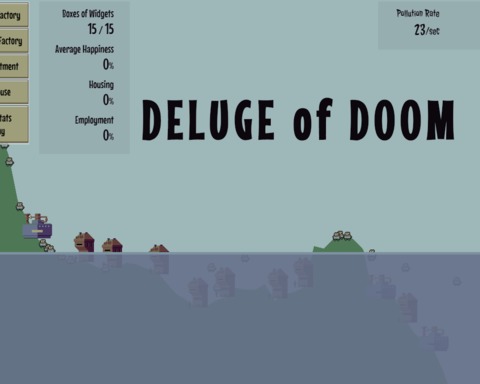 actory
Factory
tment
use
tats
y
Boxes of Widgets
15 / 15
Average Happiness
0%
Housing
0%
Employment
0%
DELUGE of DOOM
Pollution Rate
23/sec